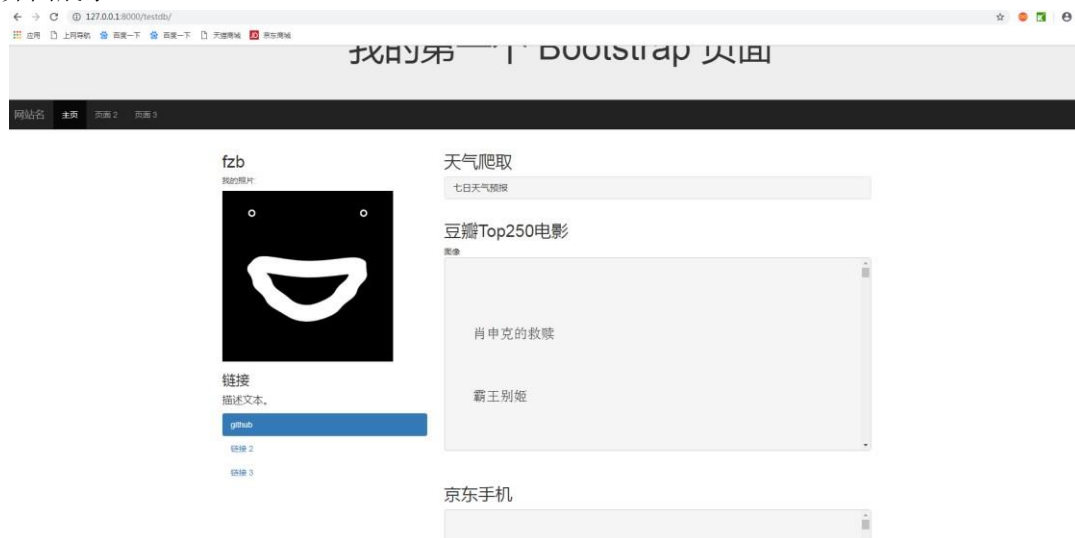 127.0.0.1:8000/testdb/
应用 上网导航 百度一下 百度一下 天猫商城 JD 京东商城
我的第一个 Bootstrap 页面
网站名 主页 页面 2 页面 3
fzb
我的照片:
链接
描述文本。
github
链接 2
链接 3
天气爬取
七日天气预报
豆瓣Top250电影
图像
肖申克的救赎
霸王别姬
京东手机